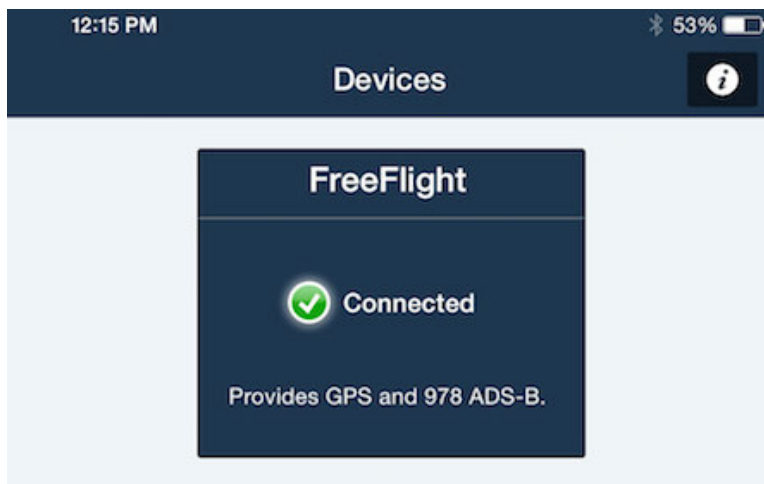 12:15 PM 53%
Devices
FreeFlight
Connected
Provides GPS and 978 ADS-B.